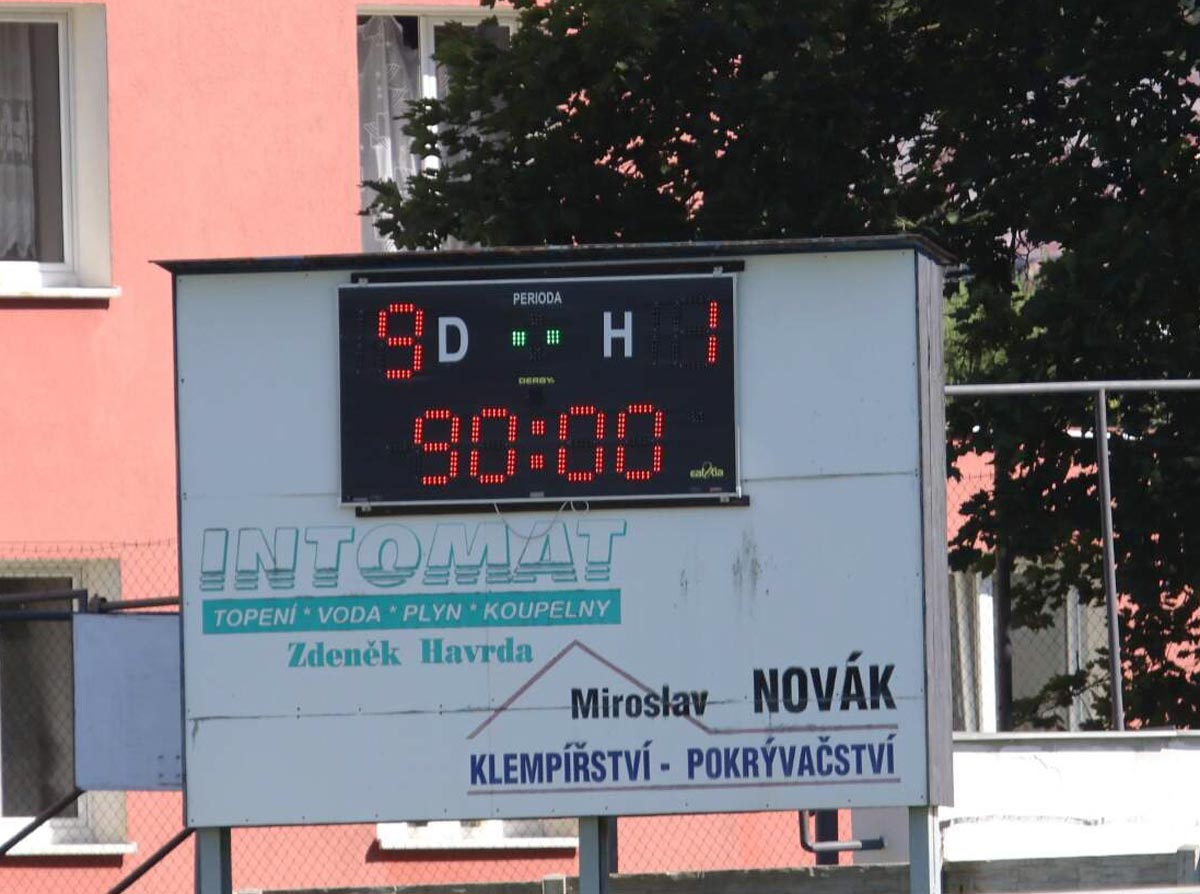 PERIODA
9 D H 1
DERBY
90:00
INTOMAT
TOPENÍ * VODA * PLYN * KOUPELNY
Zdeněk Havrda
Miroslav NOVÁK
KLEMPÍŘSTVÍ - POKRÝVAČSTVÍ